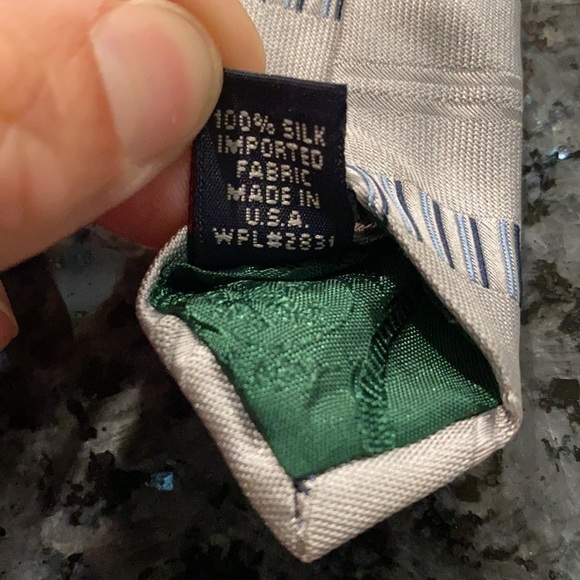 100% SILK
IMPORTED
FABRIC
MADE IN
U.S.A.
WPL#2831